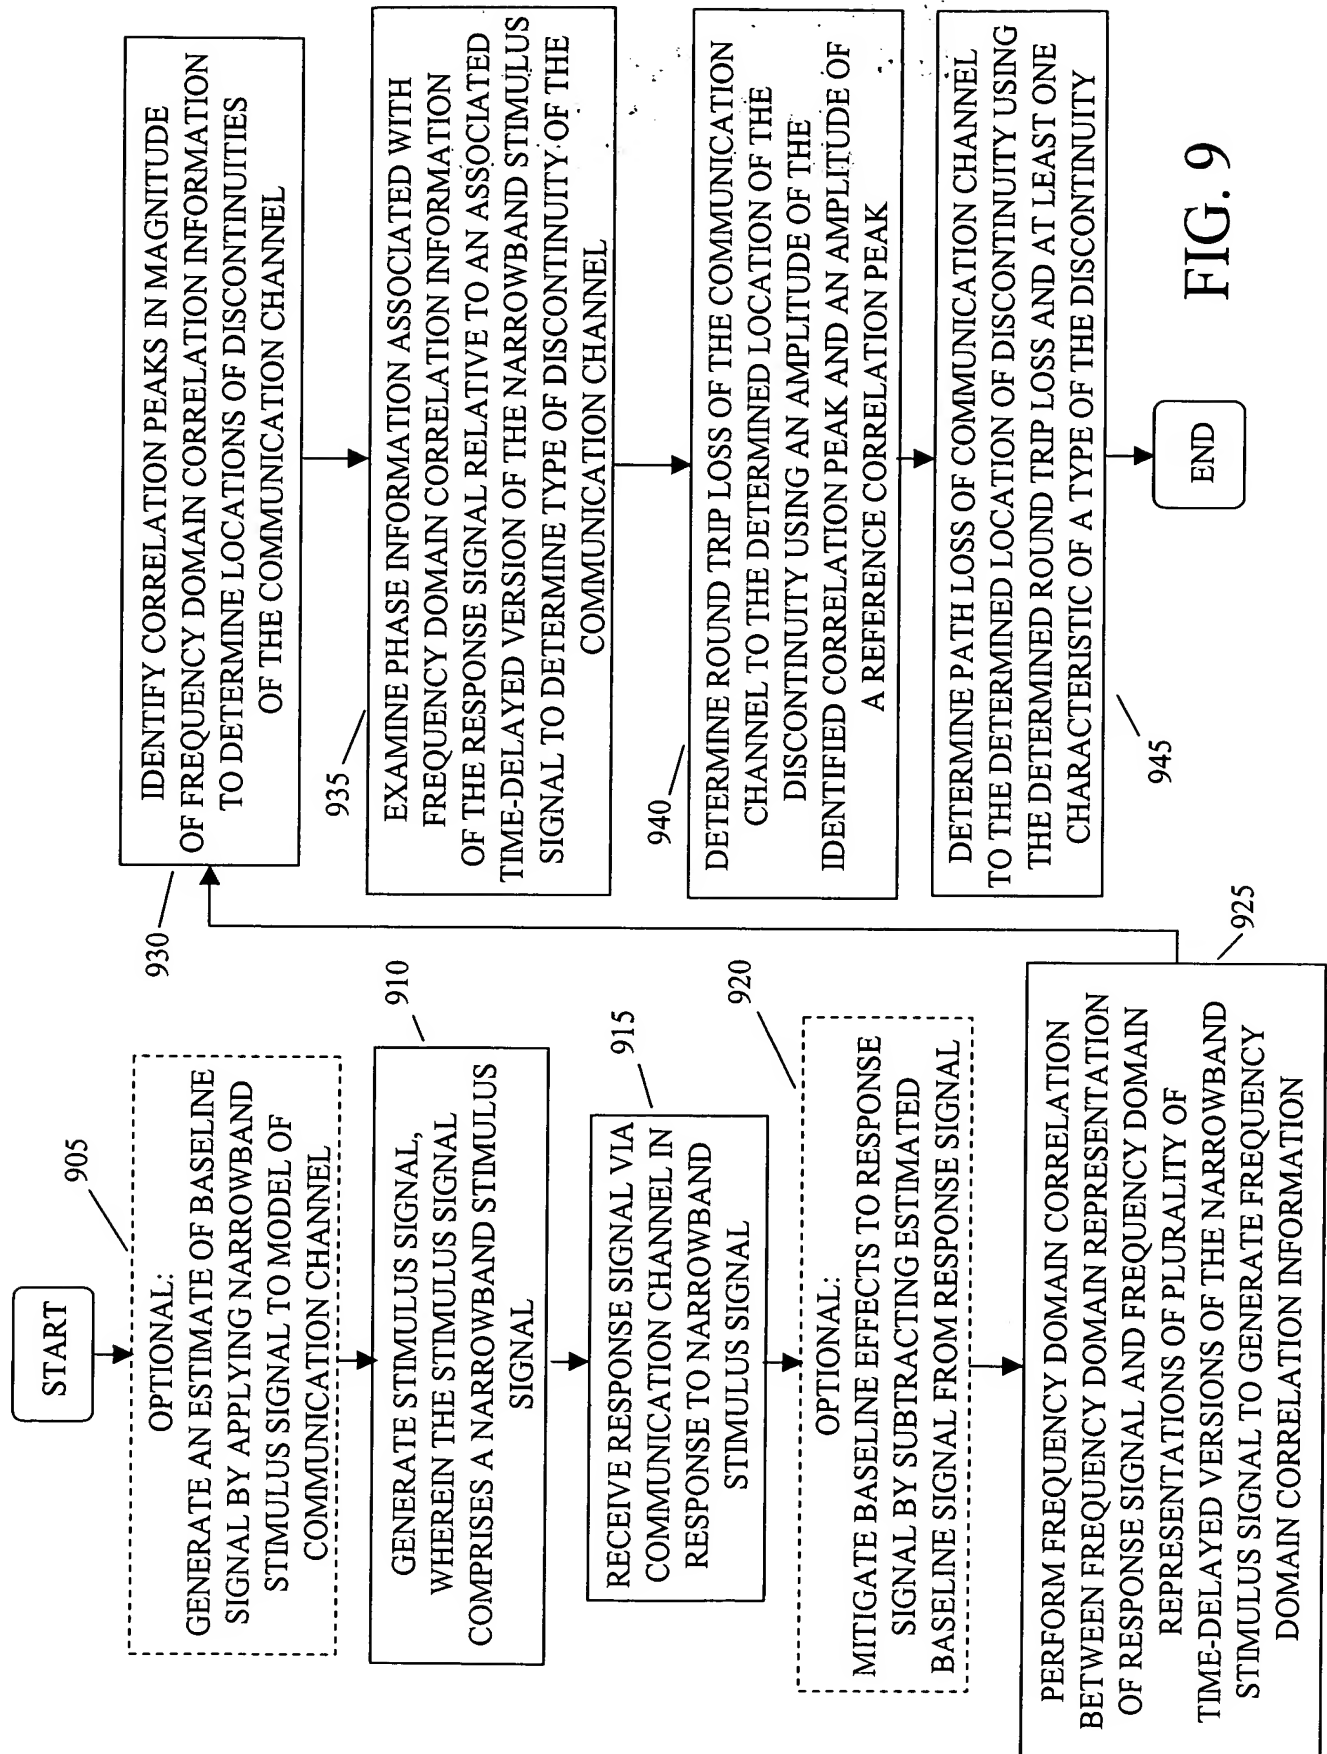 START
905
OPTIONAL:
GENERATE AN ESTIMATE OF BASELINE
SIGNAL BY APPLYING NARROWBAND
STIMULUS SIGNAL TO MODEL OF
COMMUNICATION CHANNEL
910
GENERATE STIMULUS SIGNAL,
WHEREIN THE STIMULUS SIGNAL
COMPRISES A NARROWBAND STIMULUS
SIGNAL
915
RECEIVE RESPONSE SIGNAL VIA
COMMUNICATION CHANNEL IN
RESPONSE TO NARROWBAND
STIMULUS SIGNAL
920
OPTIONAL:
MITIGATE BASELINE EFFECTS TO RESPONSE
SIGNAL BY SUBTRACTING ESTIMATED
BASELINE SIGNAL FROM RESPONSE SIGNAL
925
PERFORM FREQUENCY DOMAIN CORRELATION
BETWEEN FREQUENCY DOMAIN REPRESENTATION
OF RESPONSE SIGNAL AND FREQUENCY DOMAIN
REPRESENTATIONS OF PLURALITY OF
TIME-DELAYED VERSIONS OF THE NARROWBAND
STIMULUS SIGNAL TO GENERATE FREQUENCY
DOMAIN CORRELATION INFORMATION
930
IDENTIFY CORRELATION PEAKS IN MAGNITUDE
OF FREQUENCY DOMAIN CORRELATION INFORMATION
TO DETERMINE LOCATIONS OF DISCONTINUITIES
OF THE COMMUNICATION CHANNEL
935
EXAMINE PHASE INFORMATION ASSOCIATED WITH
FREQUENCY DOMAIN CORRELATION INFORMATION
OF THE RESPONSE SIGNAL RELATIVE TO AN ASSOCIATED
TIME-DELAYED VERSION OF THE NARROWBAND STIMULUS
SIGNAL TO DETERMINE TYPE OF DISCONTINUITY OF THE
COMMUNICATION CHANNEL
940
DETERMINE ROUND TRIP LOSS OF THE COMMUNICATION
CHANNEL TO THE DETERMINED LOCATION OF THE
DISCONTINUITY USING AN AMPLITUDE OF THE
IDENTIFIED CORRELATION PEAK AND AN AMPLITUDE OF
A REFERENCE CORRELATION PEAK
945
DETERMINE PATH LOSS OF COMMUNICATION CHANNEL
TO THE DETERMINED LOCATION OF DISCONTINUITY USING
THE DETERMINED ROUND TRIP LOSS AND AT LEAST ONE
CHARACTERISTIC OF A TYPE OF THE DISCONTINUITY
END
FIG. 9